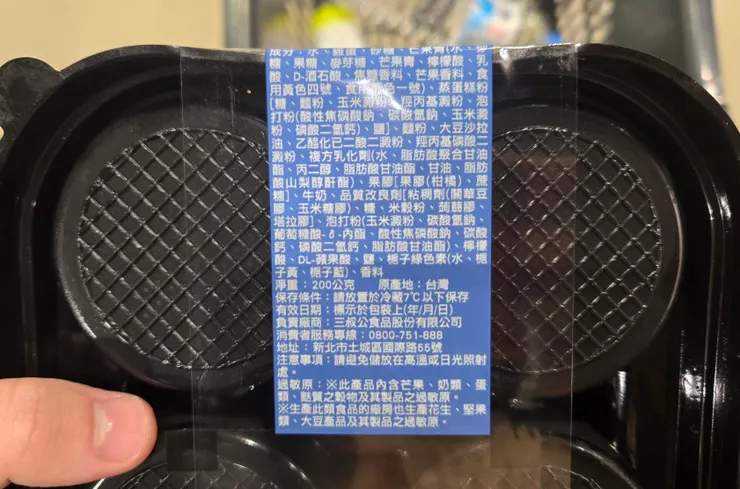 成分：水、雞蛋、砂糖、芒果膏(水、砂
糖、果糖、麥芽糖、芒果膏、檸檬酸、乳
酸、D-酒石酸、焦糖香料、芒果香料、食
用黃色四號、食用色一號)、蒸蛋糕粉
[糖、麵粉、玉米澱粉、羥丙基澱粉、泡
打粉(酸性焦磷酸鈉、碳酸氫鈉、玉米澱
粉、磷酸二氫鈣)、鹽]、麵粉、大豆沙拉
油、乙醯化己二酸二澱粉、羥丙基磷酸二
澱粉、複方乳化劑(水、脂肪酸聚合甘油
酯、丙二醇、脂肪酸甘油酯、甘油、脂肪
酸山梨醇酐酯)、果膠[果膠(柑橘)、蔗
糖]、牛奶、品質改良劑[粘稠劑(關華豆
膠、玉米糖膠)、糖、米穀粉、蒟蒻膠、
塔拉膠]、泡打粉(玉米澱粉、碳酸氫鈉、
葡萄糖酸-δ-內酯、酸性焦磷酸鈉、碳酸
鈣、磷酸二氫鈣、脂肪酸甘油酯)、檸檬
酸、DL-蘋果酸、鹽、梔子綠色素(水、梔
子黃、梔子藍)、香料
淨重：200公克 原產地：台灣
保存條件：請放置於冷藏7℃以下保存
有效日期：標示於包裝上(年/月/日)
負責廠商：三叔公食品股份有限公司
消費者服務專線：0800-751-888
地址：新北市土城區國際路65號
注意事項：請避免儲放在高溫或日光照射
處。
過敏原：※此產品內含芒果、奶類、蛋
類、麩質之穀物及其製品之過敏原。
※生產此類食品的廠房也生產花生、堅果
類、大豆產品及其製品之過敏原。